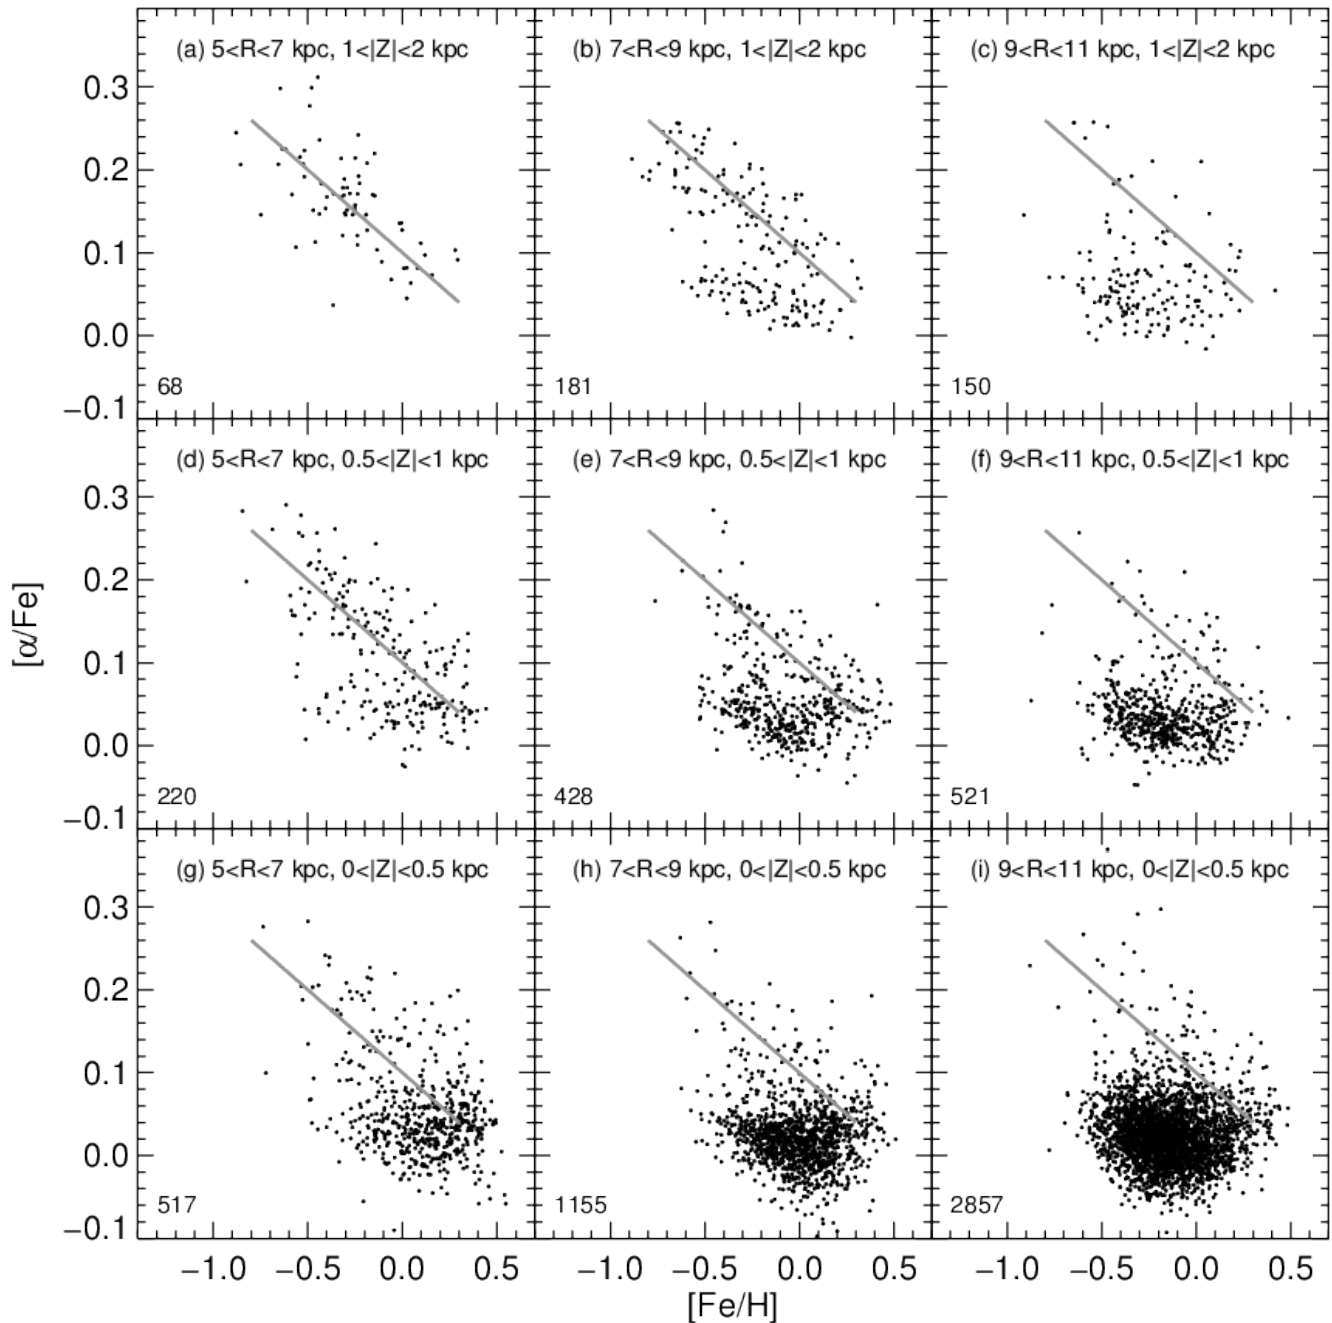 (a) 5<R<7 kpc, 1<|Z|<2 kpc
(b) 7<R<9 kpc, 1<|Z|<2 kpc
(c) 9<R<11 kpc, 1<|Z|<2 kpc
0.3
0.2
0.1
0.0
−0.1
68
181
150
(d) 5<R<7 kpc, 0.5<|Z|<1 kpc
(e) 7<R<9 kpc, 0.5<|Z|<1 kpc
(f) 9<R<11 kpc, 0.5<|Z|<1 kpc
0.3
0.2
0.1
0.0
−0.1
[α/Fe]
220
428
521
(g) 5<R<7 kpc, 0<|Z|<0.5 kpc
(h) 7<R<9 kpc, 0<|Z|<0.5 kpc
(i) 9<R<11 kpc, 0<|Z|<0.5 kpc
0.3
0.2
0.1
0.0
−0.1
517
1155
2857
−1.0 −0.5 0.0 0.5
−1.0 −0.5 0.0 0.5
−1.0 −0.5 0.0 0.5
[Fe/H]